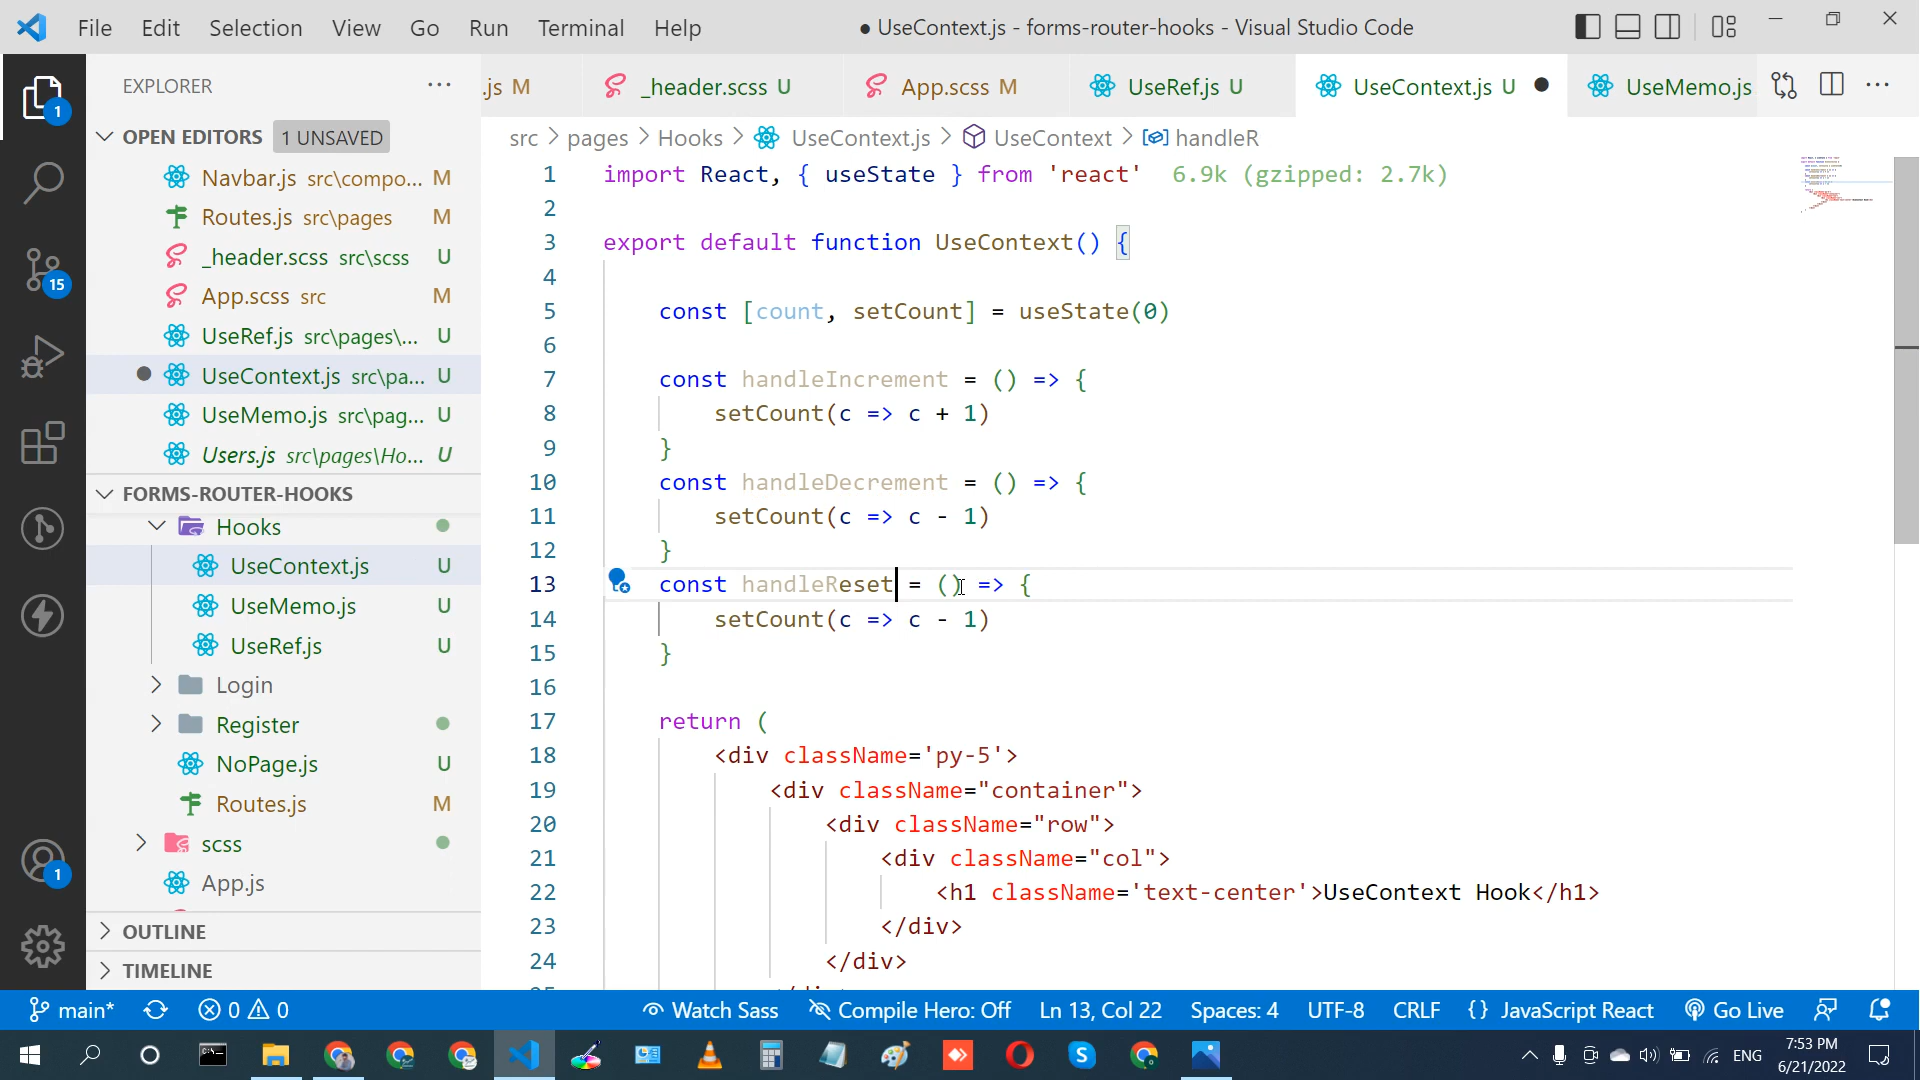 File Edit Selection View Go Run Terminal Help
● UseContext.js - forms-router-hooks - Visual Studio Code
EXPLORER
.js M
_header.scss U
App.scss M
UseRef.js U
UseContext.js U
UseMemo.js
1
OPEN EDITORS 1 UNSAVED
Navbar.js src\compo... M
Routes.js src\pages M
_header.scss src\scss U
App.scss src M
UseRef.js src\pages\... U
UseContext.js src\pa... U
UseMemo.js src\pag... U
Users.js src\pages\Ho... U
15
FORMS-ROUTER-HOOKS
Hooks
UseContext.js U
UseMemo.js U
UseRef.js U
Login
Register
NoPage.js U
Routes.js M
scss
App.js
1
OUTLINE
TIMELINE
src > pages > Hooks > UseContext.js > UseContext > handleR
1 import React, { useState } from 'react' 6.9k (gzipped: 2.7k)
2
3 export default function UseContext() {
4
5 const [count, setCount] = useState(0)
6
7 const handleIncrement = () => {
8 setCount(c => c + 1)
9 }
10 const handleDecrement = () => {
11 setCount(c => c - 1)
12 }
13 const handleReset = () => {
14 setCount(c => c - 1)
15 }
16
17 return (
18 <div className='py-5'>
19 <div className="container">
20 <div className="row">
21 <div className="col">
22 <h1 className='text-center'>UseContext Hook</h1>
23 </div>
24 </div>
main* 0 0 Watch Sass Compile Hero: Off Ln 13, Col 22 Spaces: 4 UTF-8 CRLF {} JavaScript React Go Live
ENG
7:53 PM
6/21/2022